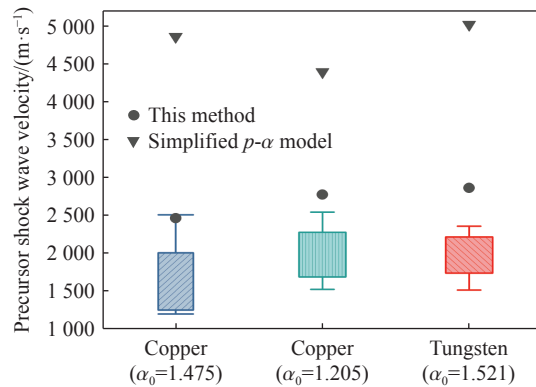 Precursor shock wave velocity/(m·s⁻¹)
5 000
4 500
4 000
3 500
3 000
2 500
2 000
1 500
1 000
This method
Simplified p-α model
Copper
(α₀=1.475)
Copper
(α₀=1.205)
Tungsten
(α₀=1.521)